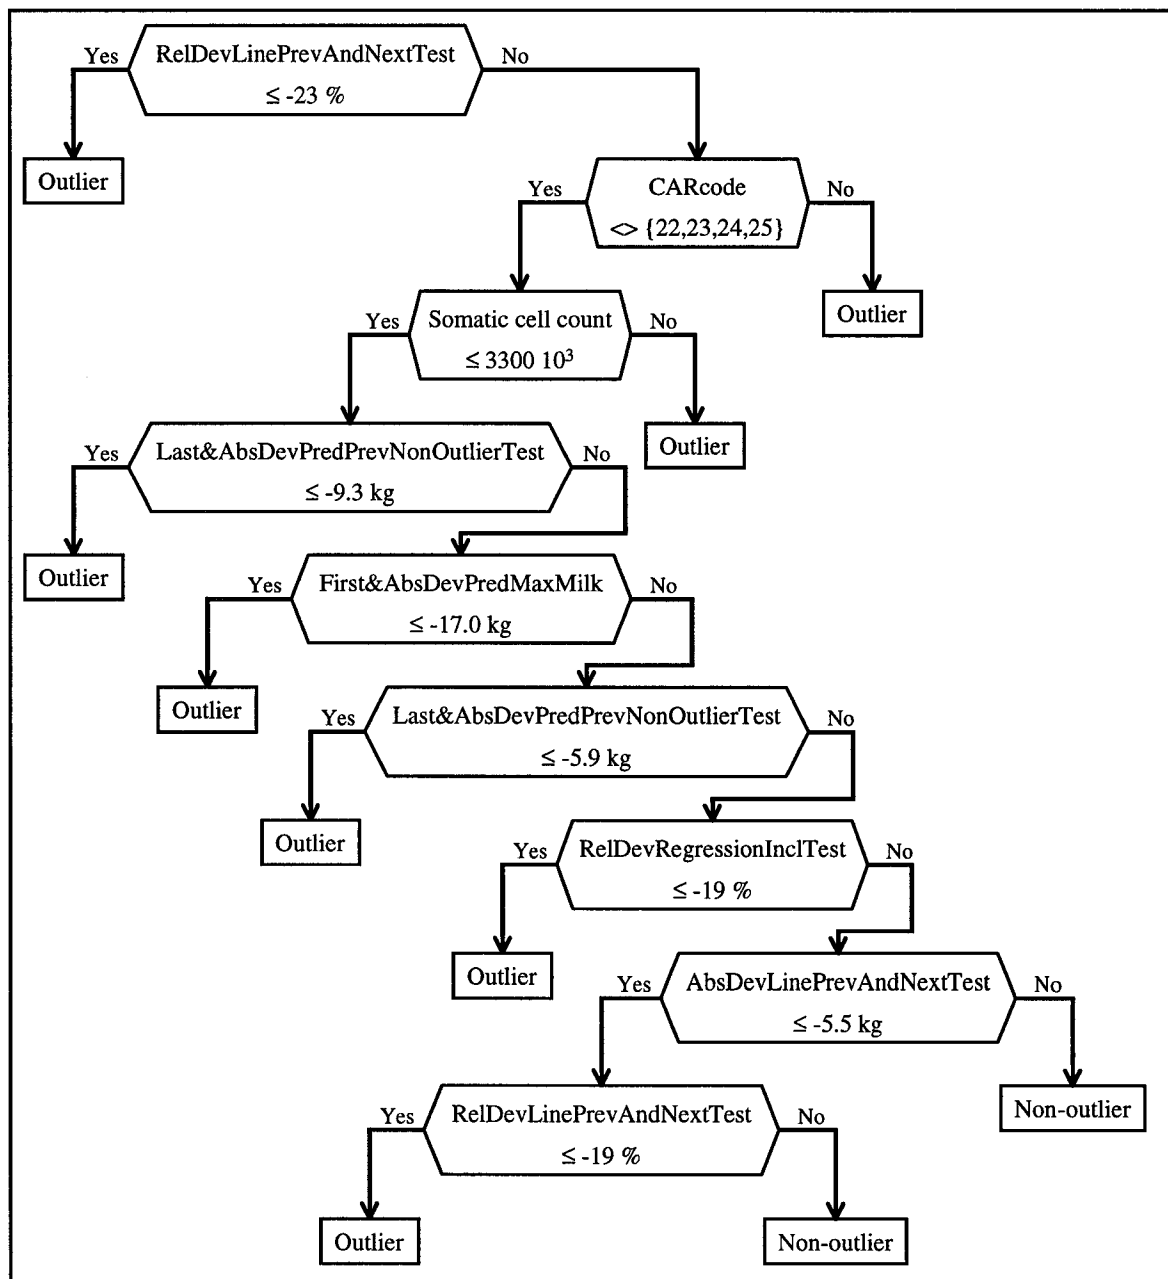 Yes
RelDevLinePrevAndNextTest
No
≤ -23 %
Outlier
Yes
CARcode
No
<> {22,23,24,25}
Outlier
Yes
Somatic cell count
No
≤ 3300 10³
Outlier
Yes
Last&AbsDevPredPrevNonOutlierTest
No
≤ -9.3 kg
Outlier
Yes
First&AbsDevPredMaxMilk
No
≤ -17.0 kg
Outlier
Yes
Last&AbsDevPredPrevNonOutlierTest
No
≤ -5.9 kg
Outlier
Yes
RelDevRegressionInclTest
No
≤ -19 %
Outlier
Yes
AbsDevLinePrevAndNextTest
No
≤ -5.5 kg
Non-outlier
Yes
RelDevLinePrevAndNextTest
No
≤ -19 %
Outlier
Non-outlier